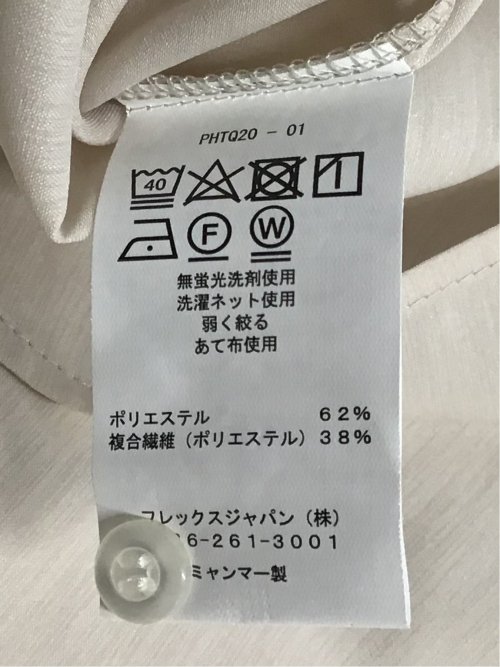 PHTQ20 - 01
40
F W
無蛍光洗剤使用
洗濯ネット使用
弱く絞る
あて布使用
ポリエステル 62%
複合繊維(ポリエステル) 38%
フレックスジャパン(株)
6-261-3001
ミャンマー製